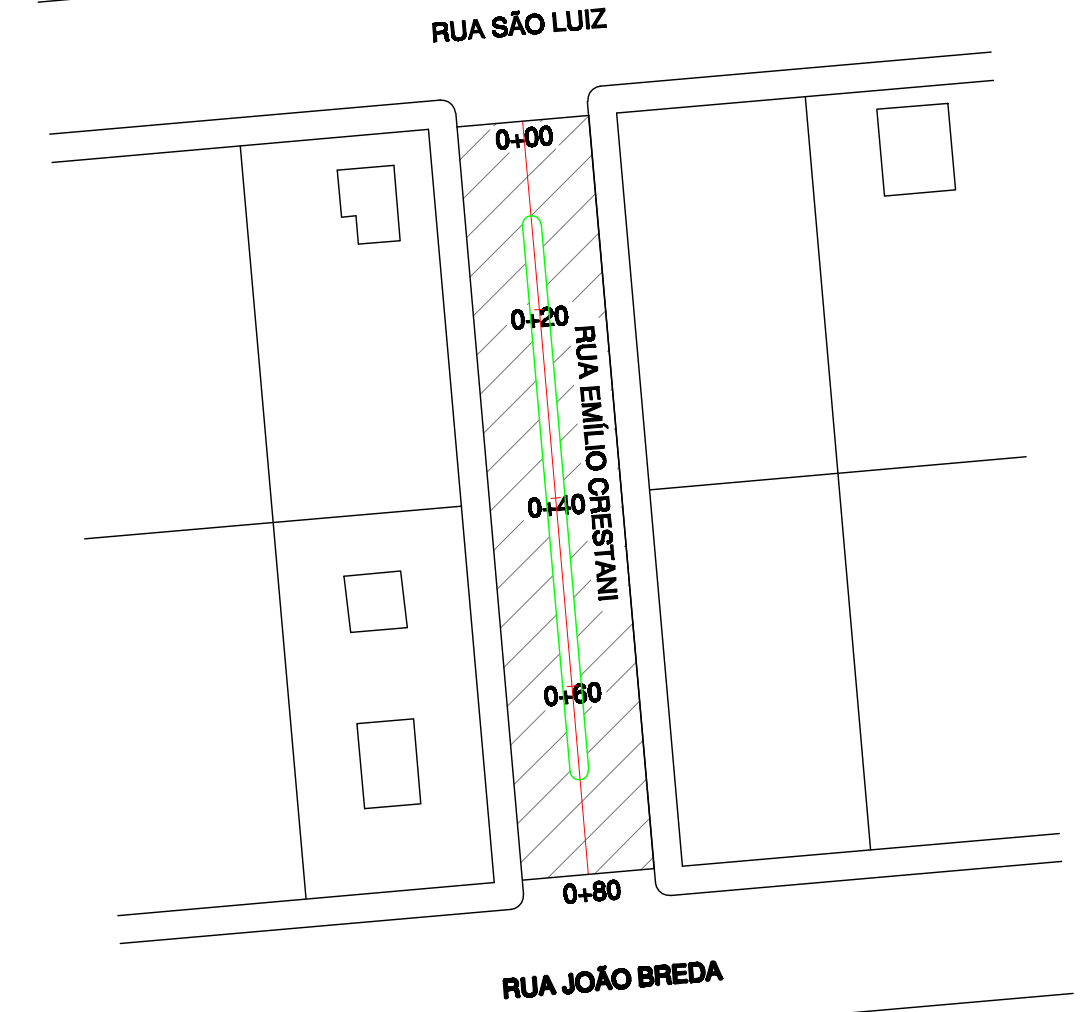 RUA SÃO LUIZ
0+00
0+20
RUA EMÍLIO CRESTANI
0+40
0+60
0+80
RUA JOÃO BREDA